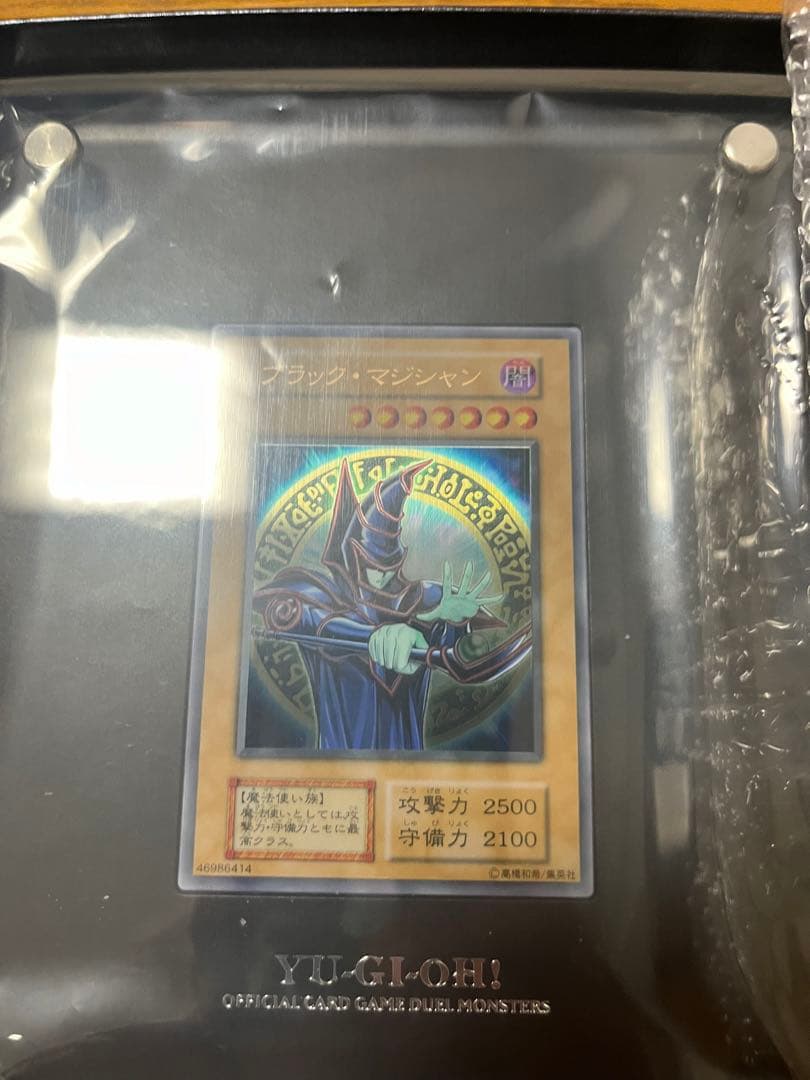 ブラック・マジシャン
闇
【魔法使い族】
魔法使いとしては、攻
撃力・守備力ともに最
高クラス。
こう げき りょく
攻撃力 2500
しゅ び りょく
守備力 2100
46986414
©高橋和希/集英社
YU-GI-OH!
OFFICIAL CARD GAME DUEL MONSTERS